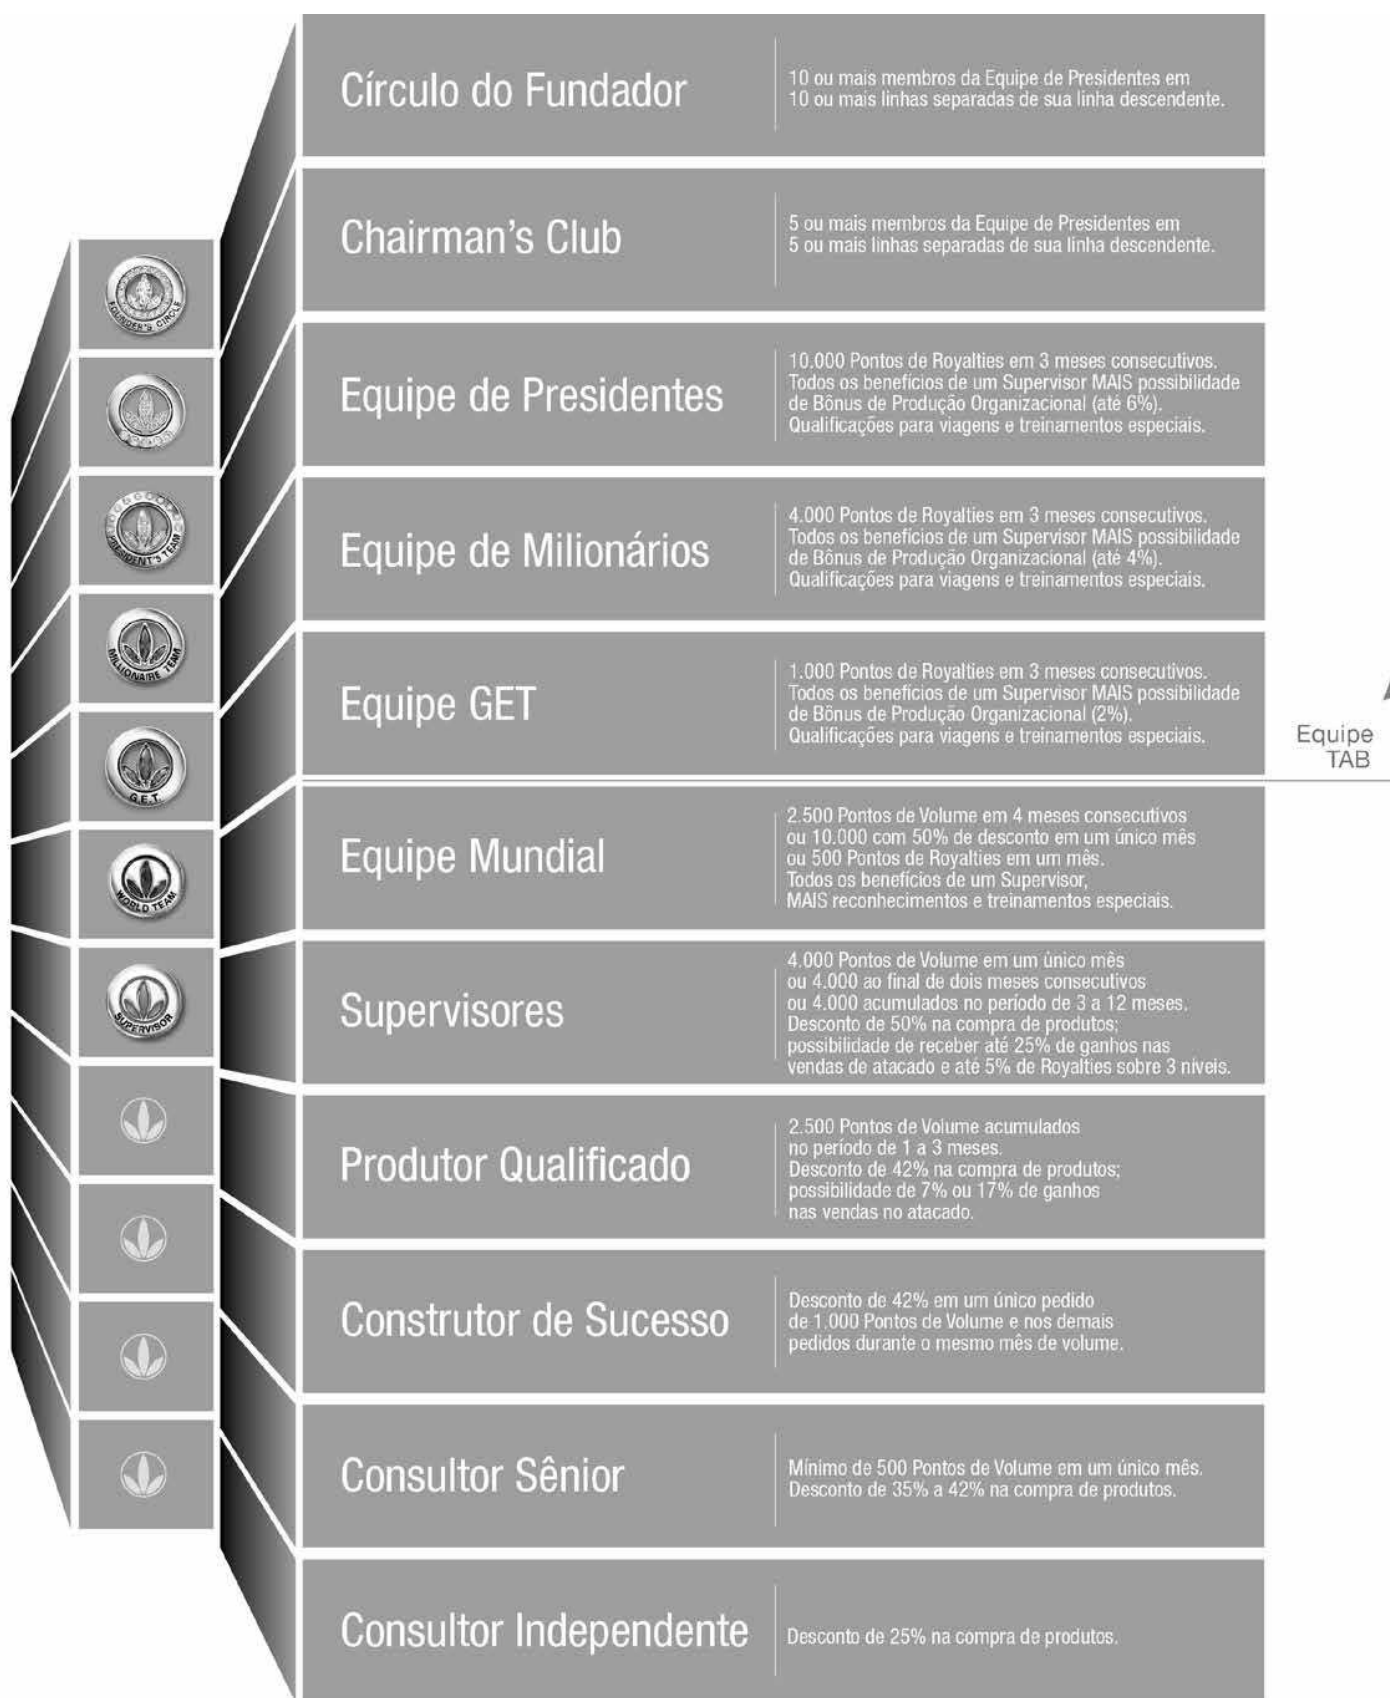 Círculo do Fundador
10 ou mais membros da Equipe de Presidentes em
10 ou mais linhas separadas de sua linha descendente.
Chairman's Club
5 ou mais membros da Equipe de Presidentes em
5 ou mais linhas separadas de sua linha descendente.
FOUNDER'S CIRCLE
Equipe de Presidentes
10.000 Pontos de Royalties em 3 meses consecutivos.
Todos os benefícios de um Supervisor MAIS possibilidade
de Bônus de Produção Organizacional (até 6%).
Qualificações para viagens e treinamentos especiais.
PRESIDENT'S TEAM
Equipe de Milionários
4.000 Pontos de Royalties em 3 meses consecutivos.
Todos os benefícios de um Supervisor MAIS possibilidade
de Bônus de Produção Organizacional (até 4%).
Qualificações para viagens e treinamentos especiais.
MILLIONAIRE TEAM
Equipe GET
1.000 Pontos de Royalties em 3 meses consecutivos.
Todos os benefícios de um Supervisor MAIS possibilidade
de Bônus de Produção Organizacional (2%).
Qualificações para viagens e treinamentos especiais.
Equipe
TAB
G.E.T.
Equipe Mundial
2.500 Pontos de Volume em 4 meses consecutivos
ou 10.000 com 50% de desconto em um único mês
ou 500 Pontos de Royalties em um mês.
Todos os benefícios de um Supervisor,
MAIS reconhecimentos e treinamentos especiais.
WORLD TEAM
Supervisores
4.000 Pontos de Volume em um único mês
ou 4.000 ao final de dois meses consecutivos
ou 4.000 acumulados no período de 3 a 12 meses.
Desconto de 50% na compra de produtos;
possibilidade de receber até 25% de ganhos nas
vendas de atacado e até 5% de Royalties sobre 3 níveis.
SUPERVISOR
Produtor Qualificado
2.500 Pontos de Volume acumulados
no período de 1 a 3 meses.
Desconto de 42% na compra de produtos;
possibilidade de 7% ou 17% de ganhos
nas vendas no atacado.
Construtor de Sucesso
Desconto de 42% em um único pedido
de 1.000 Pontos de Volume e nos demais
pedidos durante o mesmo mês de volume.
Consultor Sênior
Mínimo de 500 Pontos de Volume em um único mês.
Desconto de 35% a 42% na compra de produtos.
Consultor Independente
Desconto de 25% na compra de produtos.